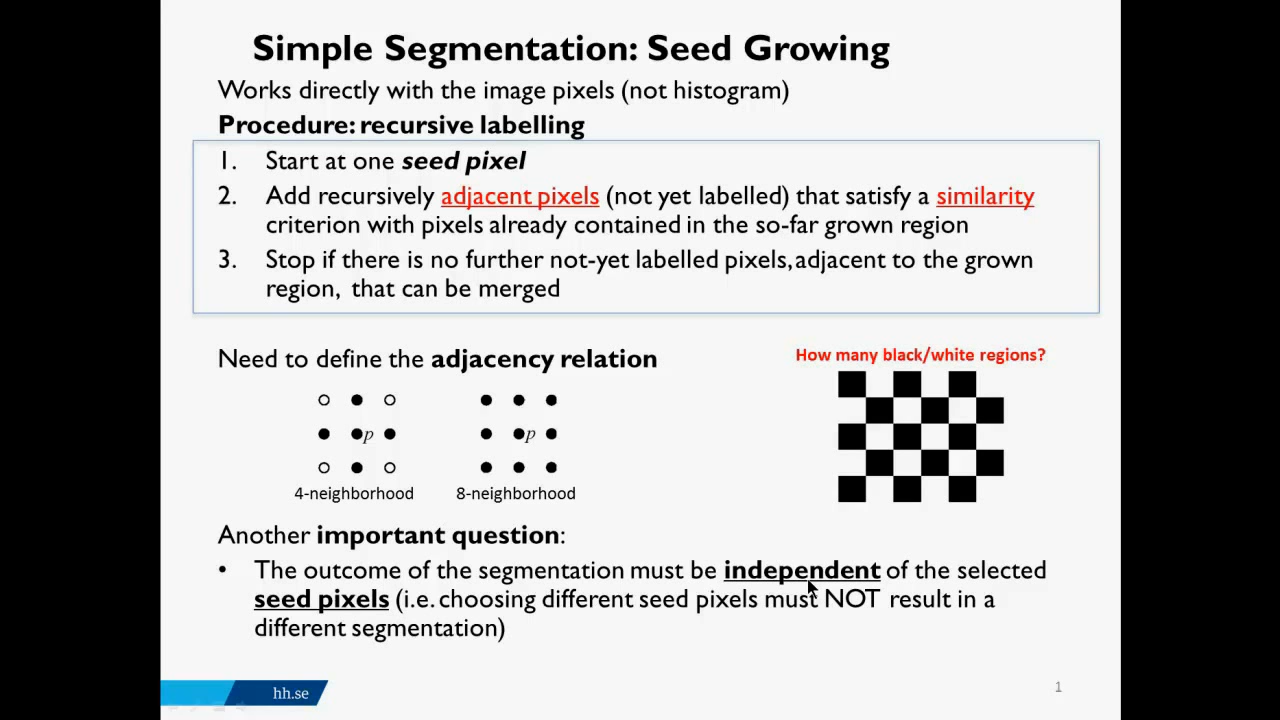 Simple Segmentation: Seed Growing
Works directly with the image pixels (not histogram)
Procedure: recursive labelling
1. Start at one seed pixel
2. Add recursively adjacent pixels (not yet labelled) that satisfy a similarity
criterion with pixels already contained in the so-far grown region
3. Stop if there is no further not-yet labelled pixels, adjacent to the grown
region, that can be merged
Need to define the adjacency relation
How many black/white regions?
p
p
4-neighborhood
8-neighborhood
Another important question:
• The outcome of the segmentation must be independent of the selected
seed pixels (i.e. choosing different seed pixels must NOT result in a
different segmentation)
hh.se
1